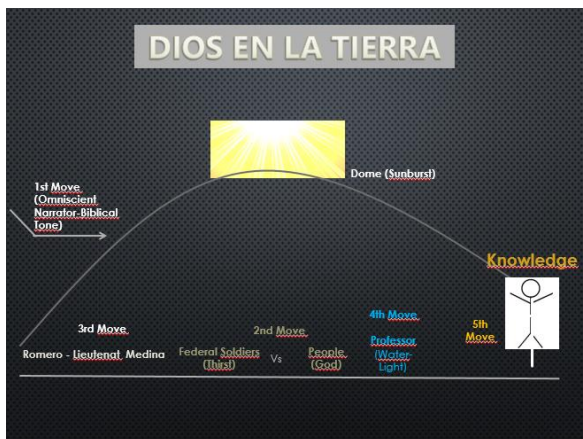 DIOS EN LA TIERRA
Dome (Sunburst)
1st Move
(Omniscient
Narrator-Biblical
Tone)
Knowledge
3rd Move
Romero - Lieutenat Medina
2nd Move
Federal Soldiers
(Thirst)
Vs
People
(God)
4th Move
Professor
(Water-
Light)
5th
Move